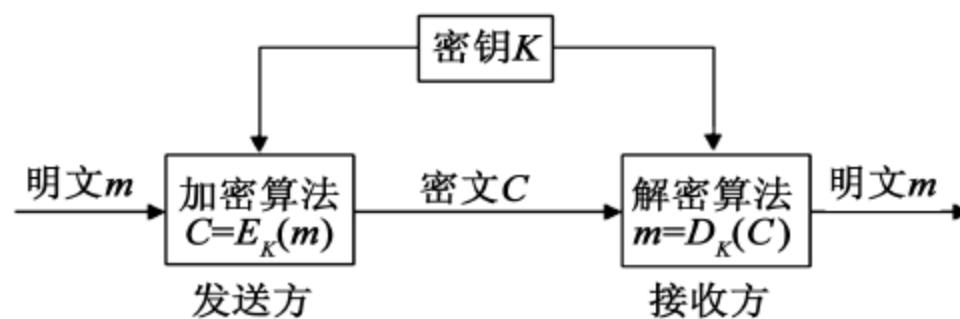 密钥K
明文m
加密算法
C=E_K(m)
密文C
解密算法
m=D_K(C)
明文m
发送方
接收方